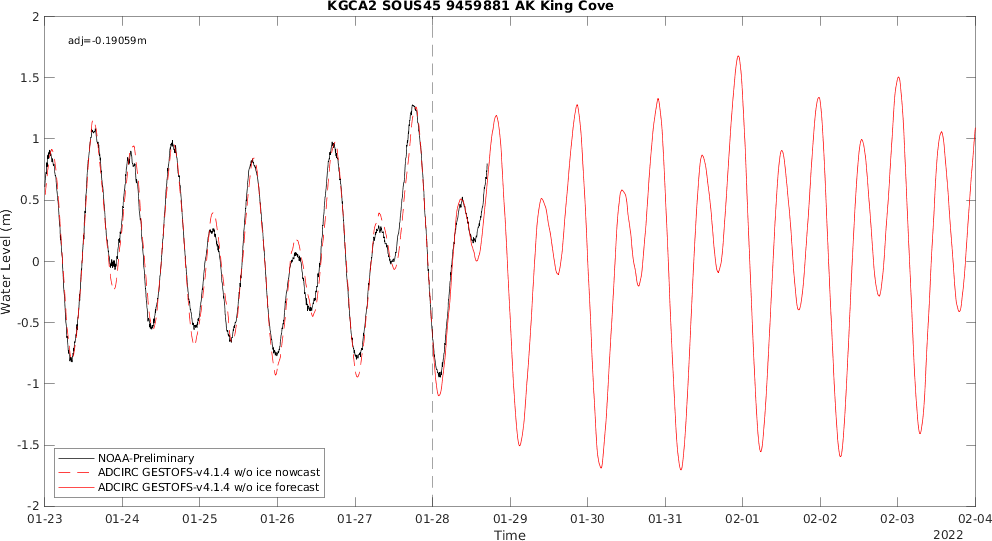 KGCA2 SOUS45 9459881 AK King Cove
adj=-0.19059m
2
1.5
1
0.5
0
-0.5
-1
-1.5
-2
Water Level (m)
NOAA-Preliminary
ADCIRC GESTOFS-v4.1.4 w/o ice nowcast
ADCIRC GESTOFS-v4.1.4 w/o ice forecast
01-23 01-24 01-25 01-26 01-27 01-28 01-29 01-30 01-31 02-01 02-02 02-03 02-04
Time
2022